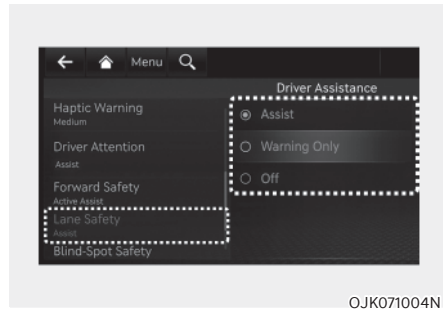 Menu
Driver Assistance
Haptic Warning
Medium
Driver Attention
Assist
Forward Safety
Active Assist
Lane Safety
Assist
Blind-Spot Safety
Assist
Warning Only
Off
OJK071004N